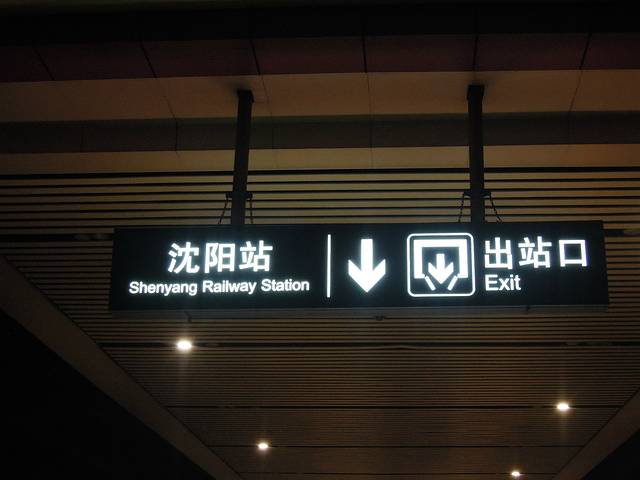 沈阳站
Shenyang Railway Station
出站口
Exit